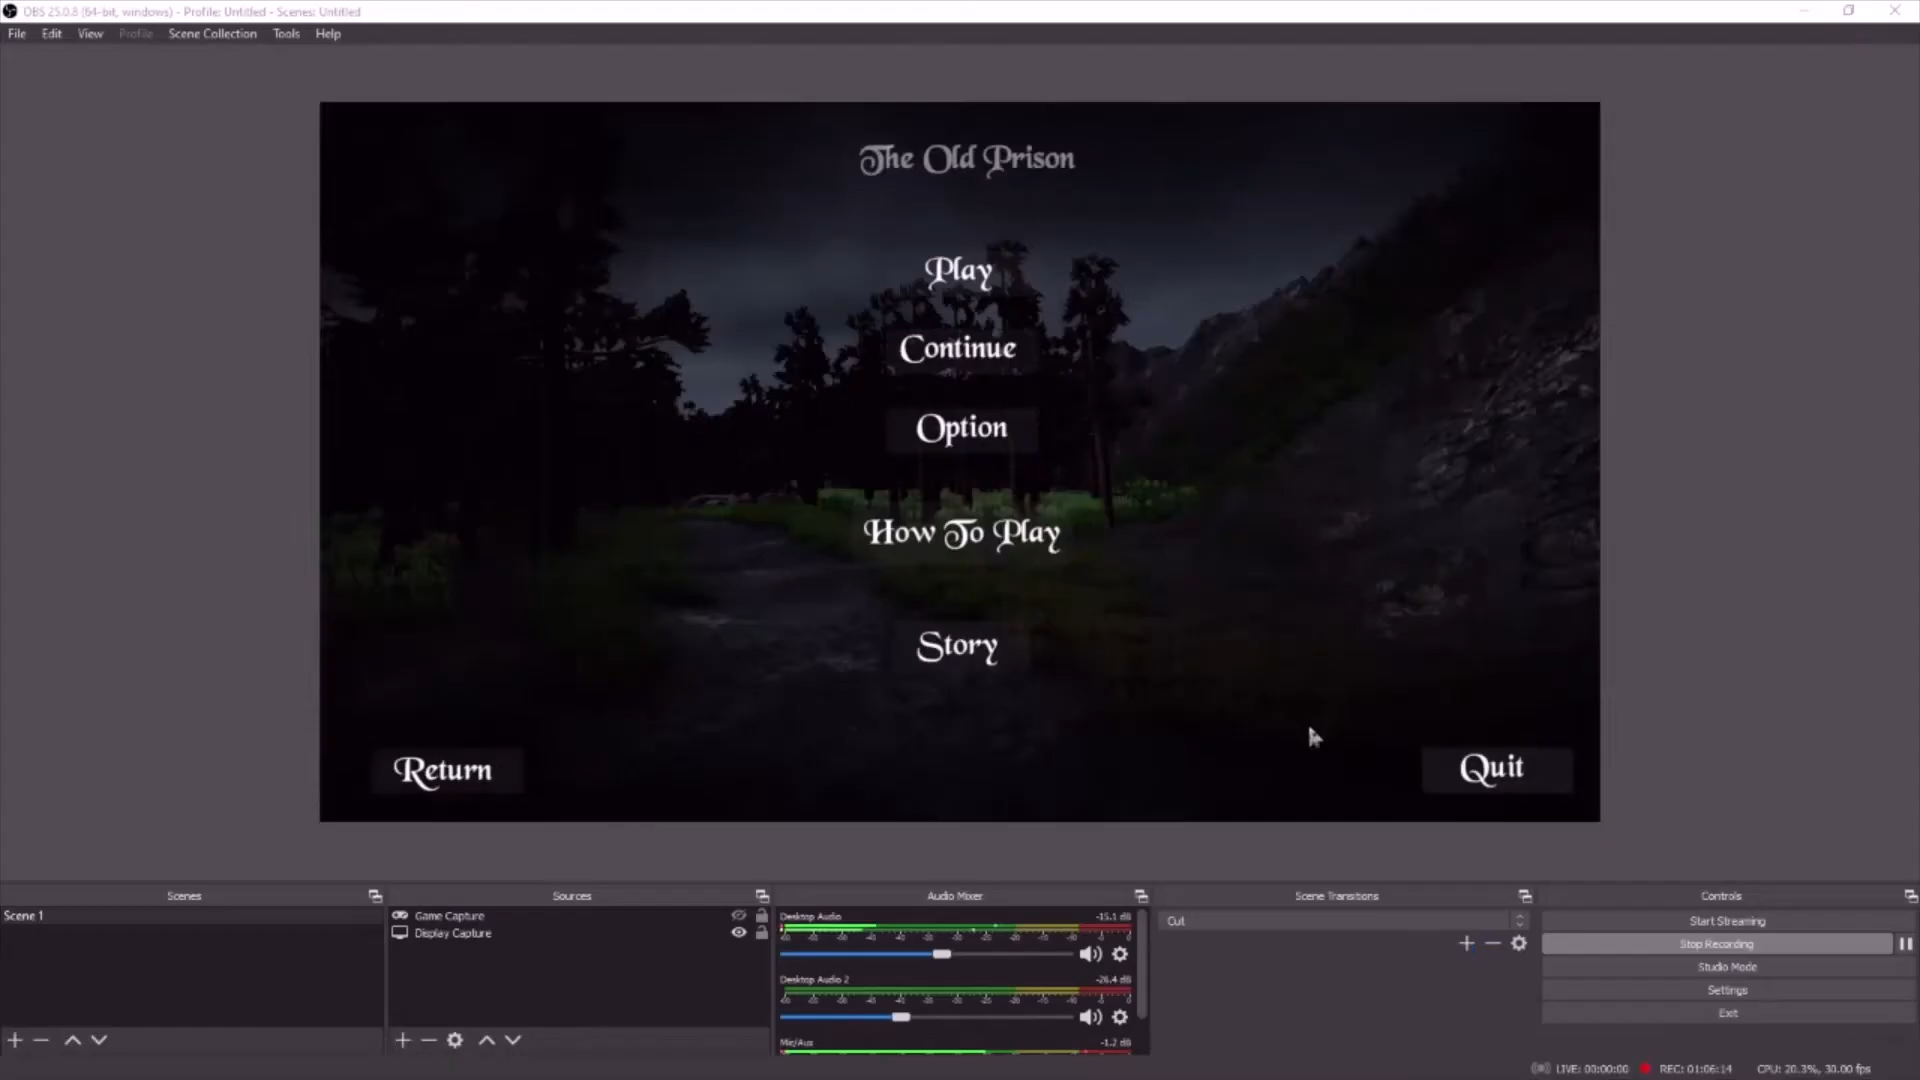 OBS 25.0.8 (64-bit, windows) - Profile: Untitled - Scenes: Untitled
File Edit View Profile Scene Collection Tools Help
The Old Prison
Play
Continue
Option
How To Play
Story
Return
Quit
Scenes
Scene 1
Sources
Game Capture
Display Capture
Audio Mixer
Desktop Audio -15.1 dB
Desktop Audio 2 -26.4 dB
Mic/Aux -1.2 dB
Scene Transitions
Cut
Controls
Start Streaming
Stop Recording
Studio Mode
Settings
Exit
LIVE: 00:00:00 REC: 01:06:14 CPU: 20.3%, 30.00 fps